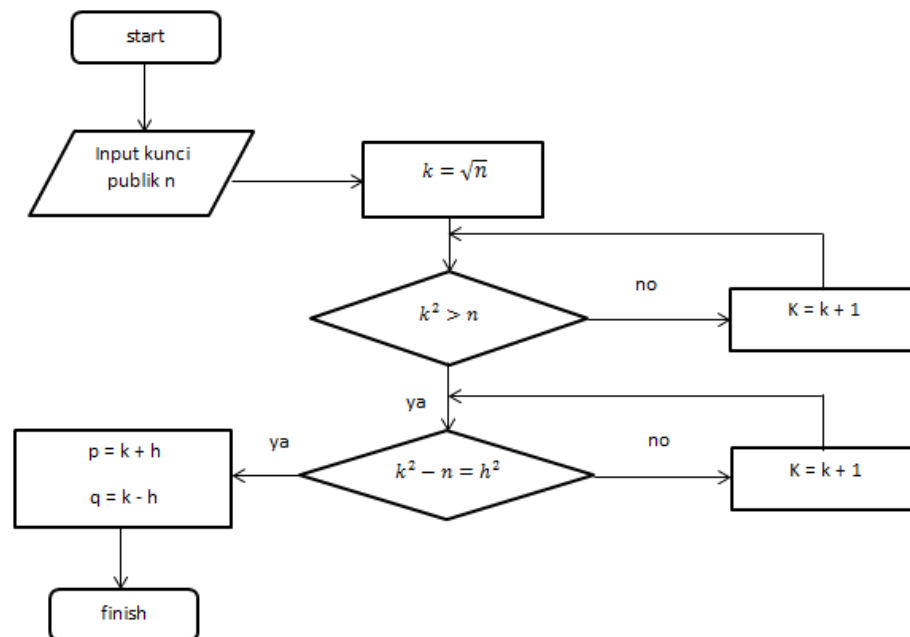 start
Input kunci
publik n
k = √n
k² > n
no
K = k + 1
ya
k² − n = h²
no
K = k + 1
ya
p = k + h
q = k - h
finish